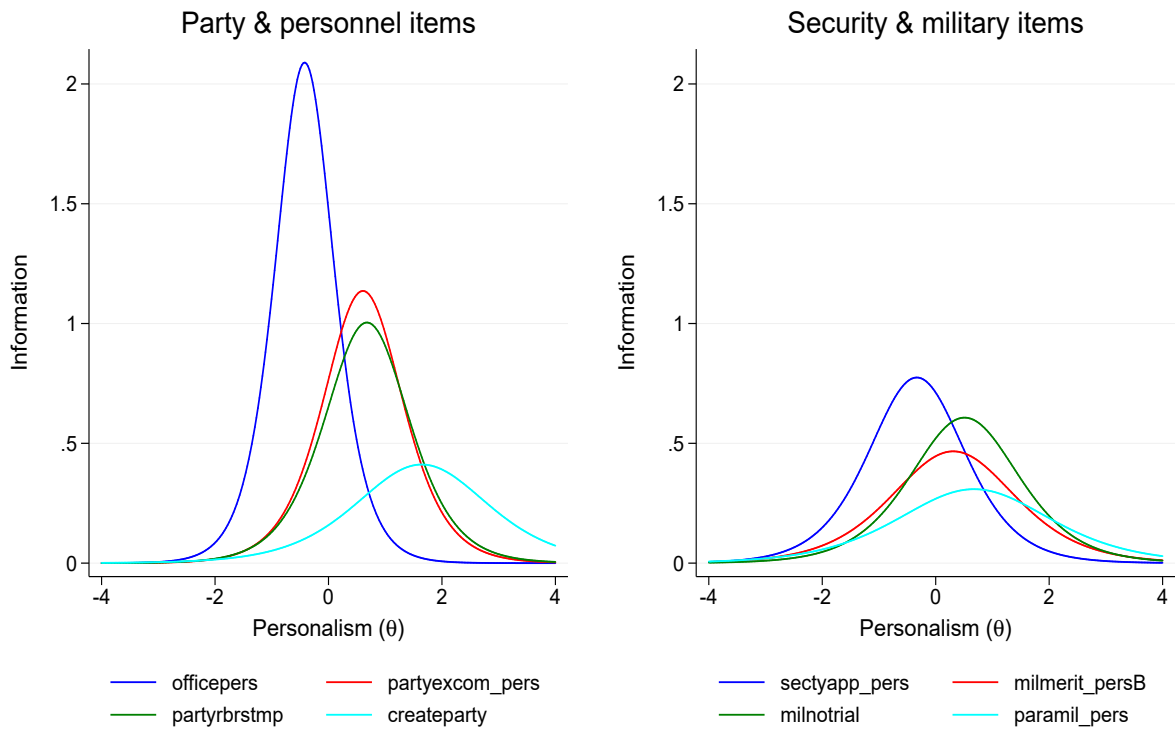 Party & personnel items
2
1.5
1
.5
0
Information
-4 -2 0 2 4
Personalism (θ)
officepers partyexcom_pers
partyrbrstmp createparty
Security & military items
2
1.5
1
.5
0
Information
-4 -2 0 2 4
Personalism (θ)
sectyapp_pers milmerit_persB
milnotrial paramil_pers